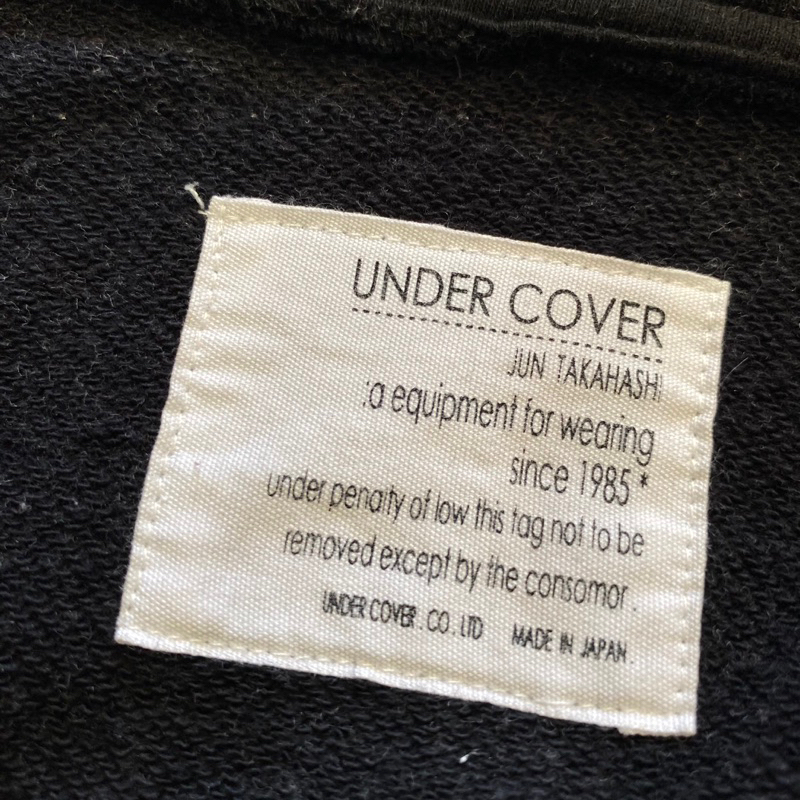 UNDER COVER
JUN TAKAHASHI
:a equipment for wearing
since 1985 *
under penalty of low this tag not to be
removed except by the consomor .
UNDER COVER . CO . LTD MADE IN JAPAN .